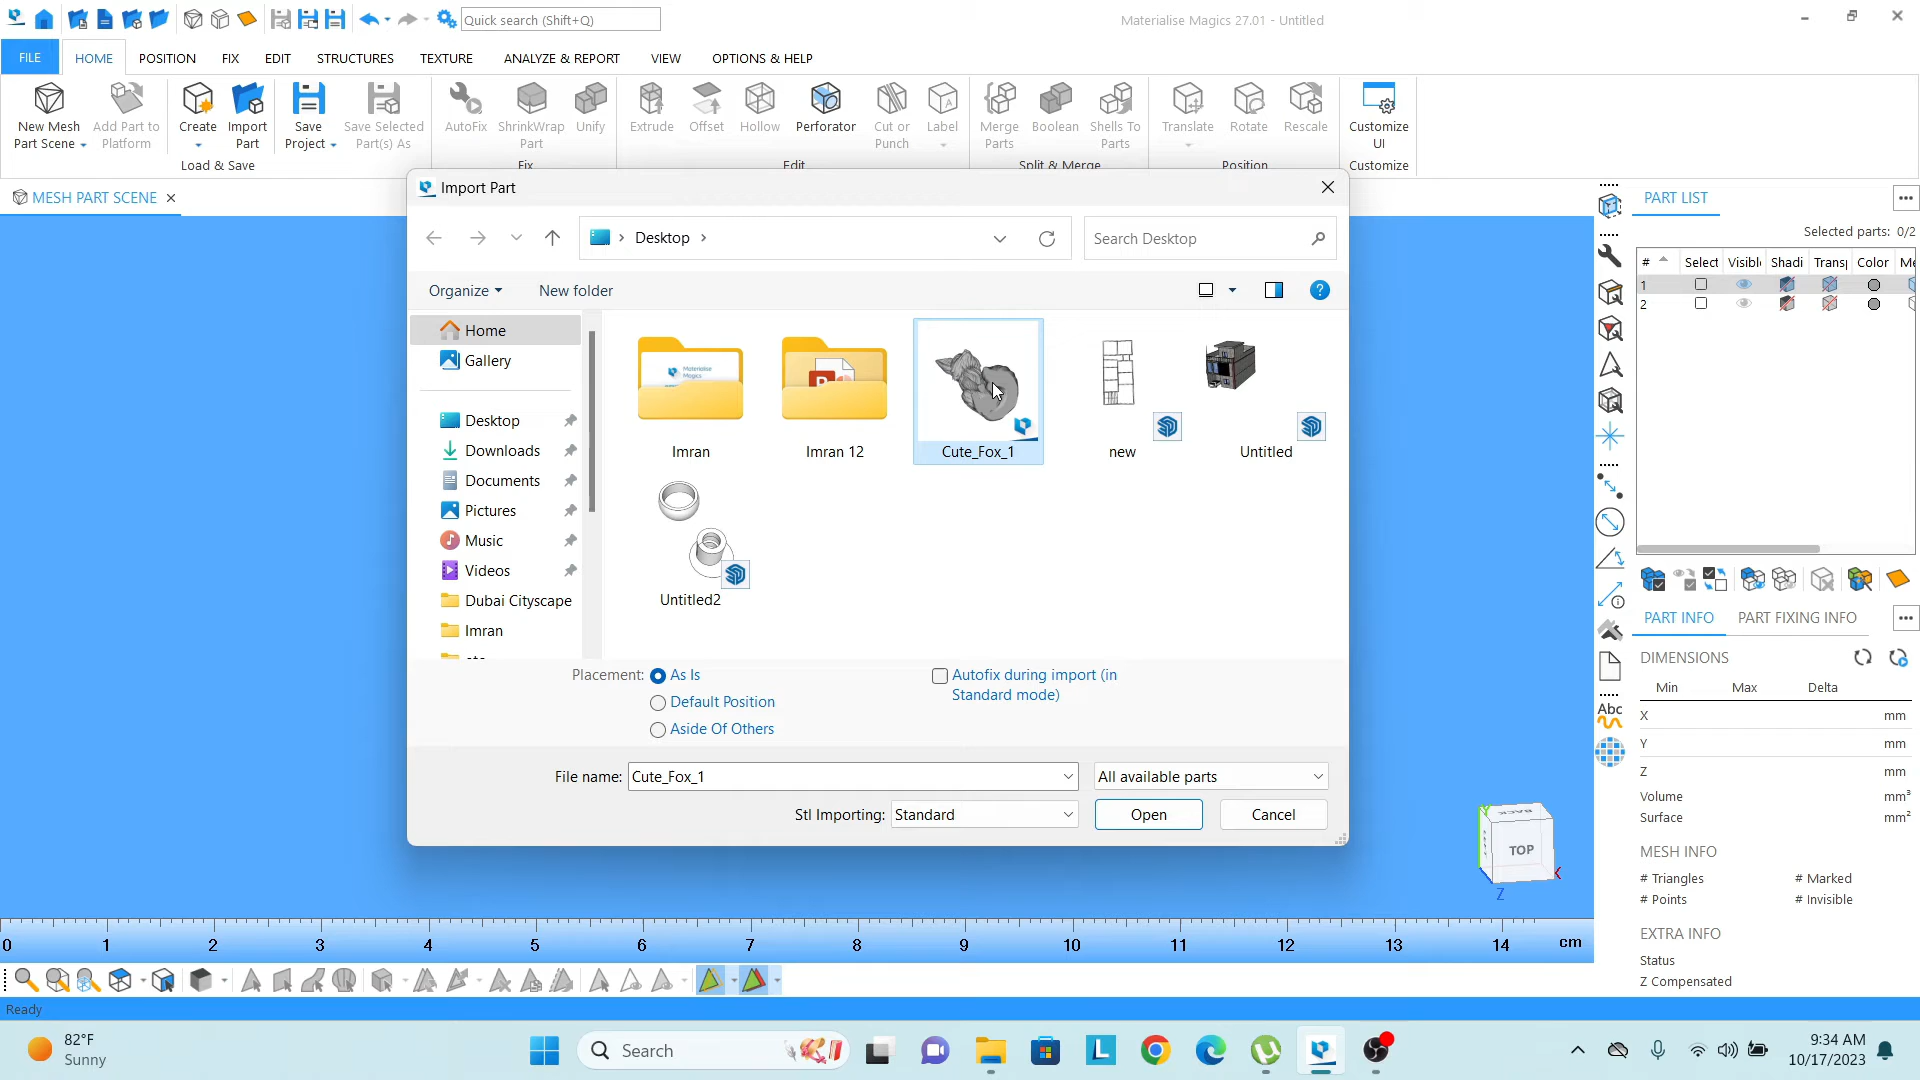 Quick search (Shift+Q)
Materialise Magics 27.01 - Untitled
FILE HOME POSITION FIX EDIT STRUCTURES TEXTURE ANALYZE & REPORT VIEW OPTIONS & HELP
New Mesh Part Scene
Add Part to Platform
Create
Import Part
Save Project
Save Selected Part(s) As
AutoFix
ShrinkWrap Part
Unify
Extrude
Offset
Hollow
Perforator
Cut or Punch
Label
Merge Parts
Boolean
Shells To Parts
Translate
Rotate
Rescale
Customize UI
Load & Save
Fix
Edit
Split & Merge
Position
Customize
MESH PART SCENE
Import Part
Desktop
Search Desktop
Organize
New folder
Home
Gallery
Desktop
Downloads
Documents
Pictures
Music
Videos
Dubai Cityscape
Imran
Materialise Magics
Imran
Imran 12
Cute_Fox_1
new
Untitled
Untitled2
Placement:
As Is
Default Position
Aside Of Others
Autofix during import (in
Standard mode)
File name: Cute_Fox_1
All available parts
Stl Importing: Standard
Open
Cancel
PART LIST
Selected parts: 0/2
# Select Visibl Shadi Transp Color Me
1
2
PART INFO
PART FIXING INFO
DIMENSIONS
Min Max Delta
X mm
Y mm
Z mm
Volume mm³
Surface mm²
MESH INFO
# Triangles # Marked
# Points # Invisible
EXTRA INFO
Status
Z Compensated
Abc
BACK
TOP
Y
X
Z
0 1 2 3 4 5 6 7 8 9 10 11 12 13 14 cm
Ready
82°F
Sunny
Search
L
9:34 AM
10/17/2023